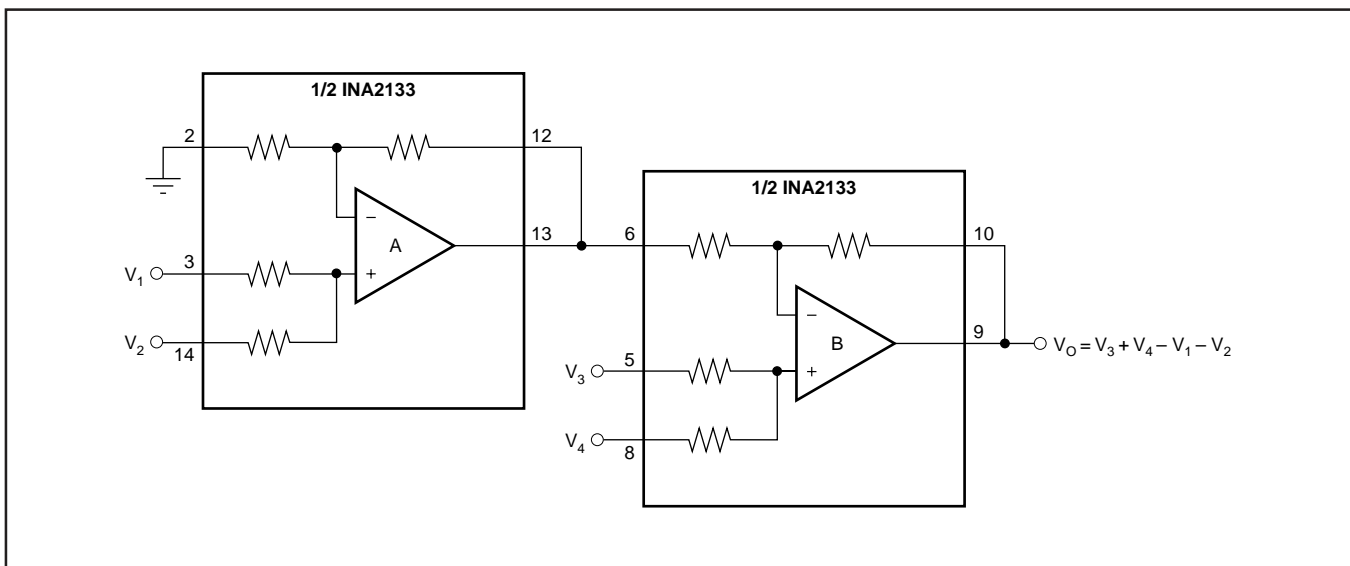 1/2 INA2133
2
12
A
−
+
13
V1
3
V2
14
1/2 INA2133
6
10
B
−
+
9
V3
5
V4
8
VO = V3 + V4 – V1 – V2